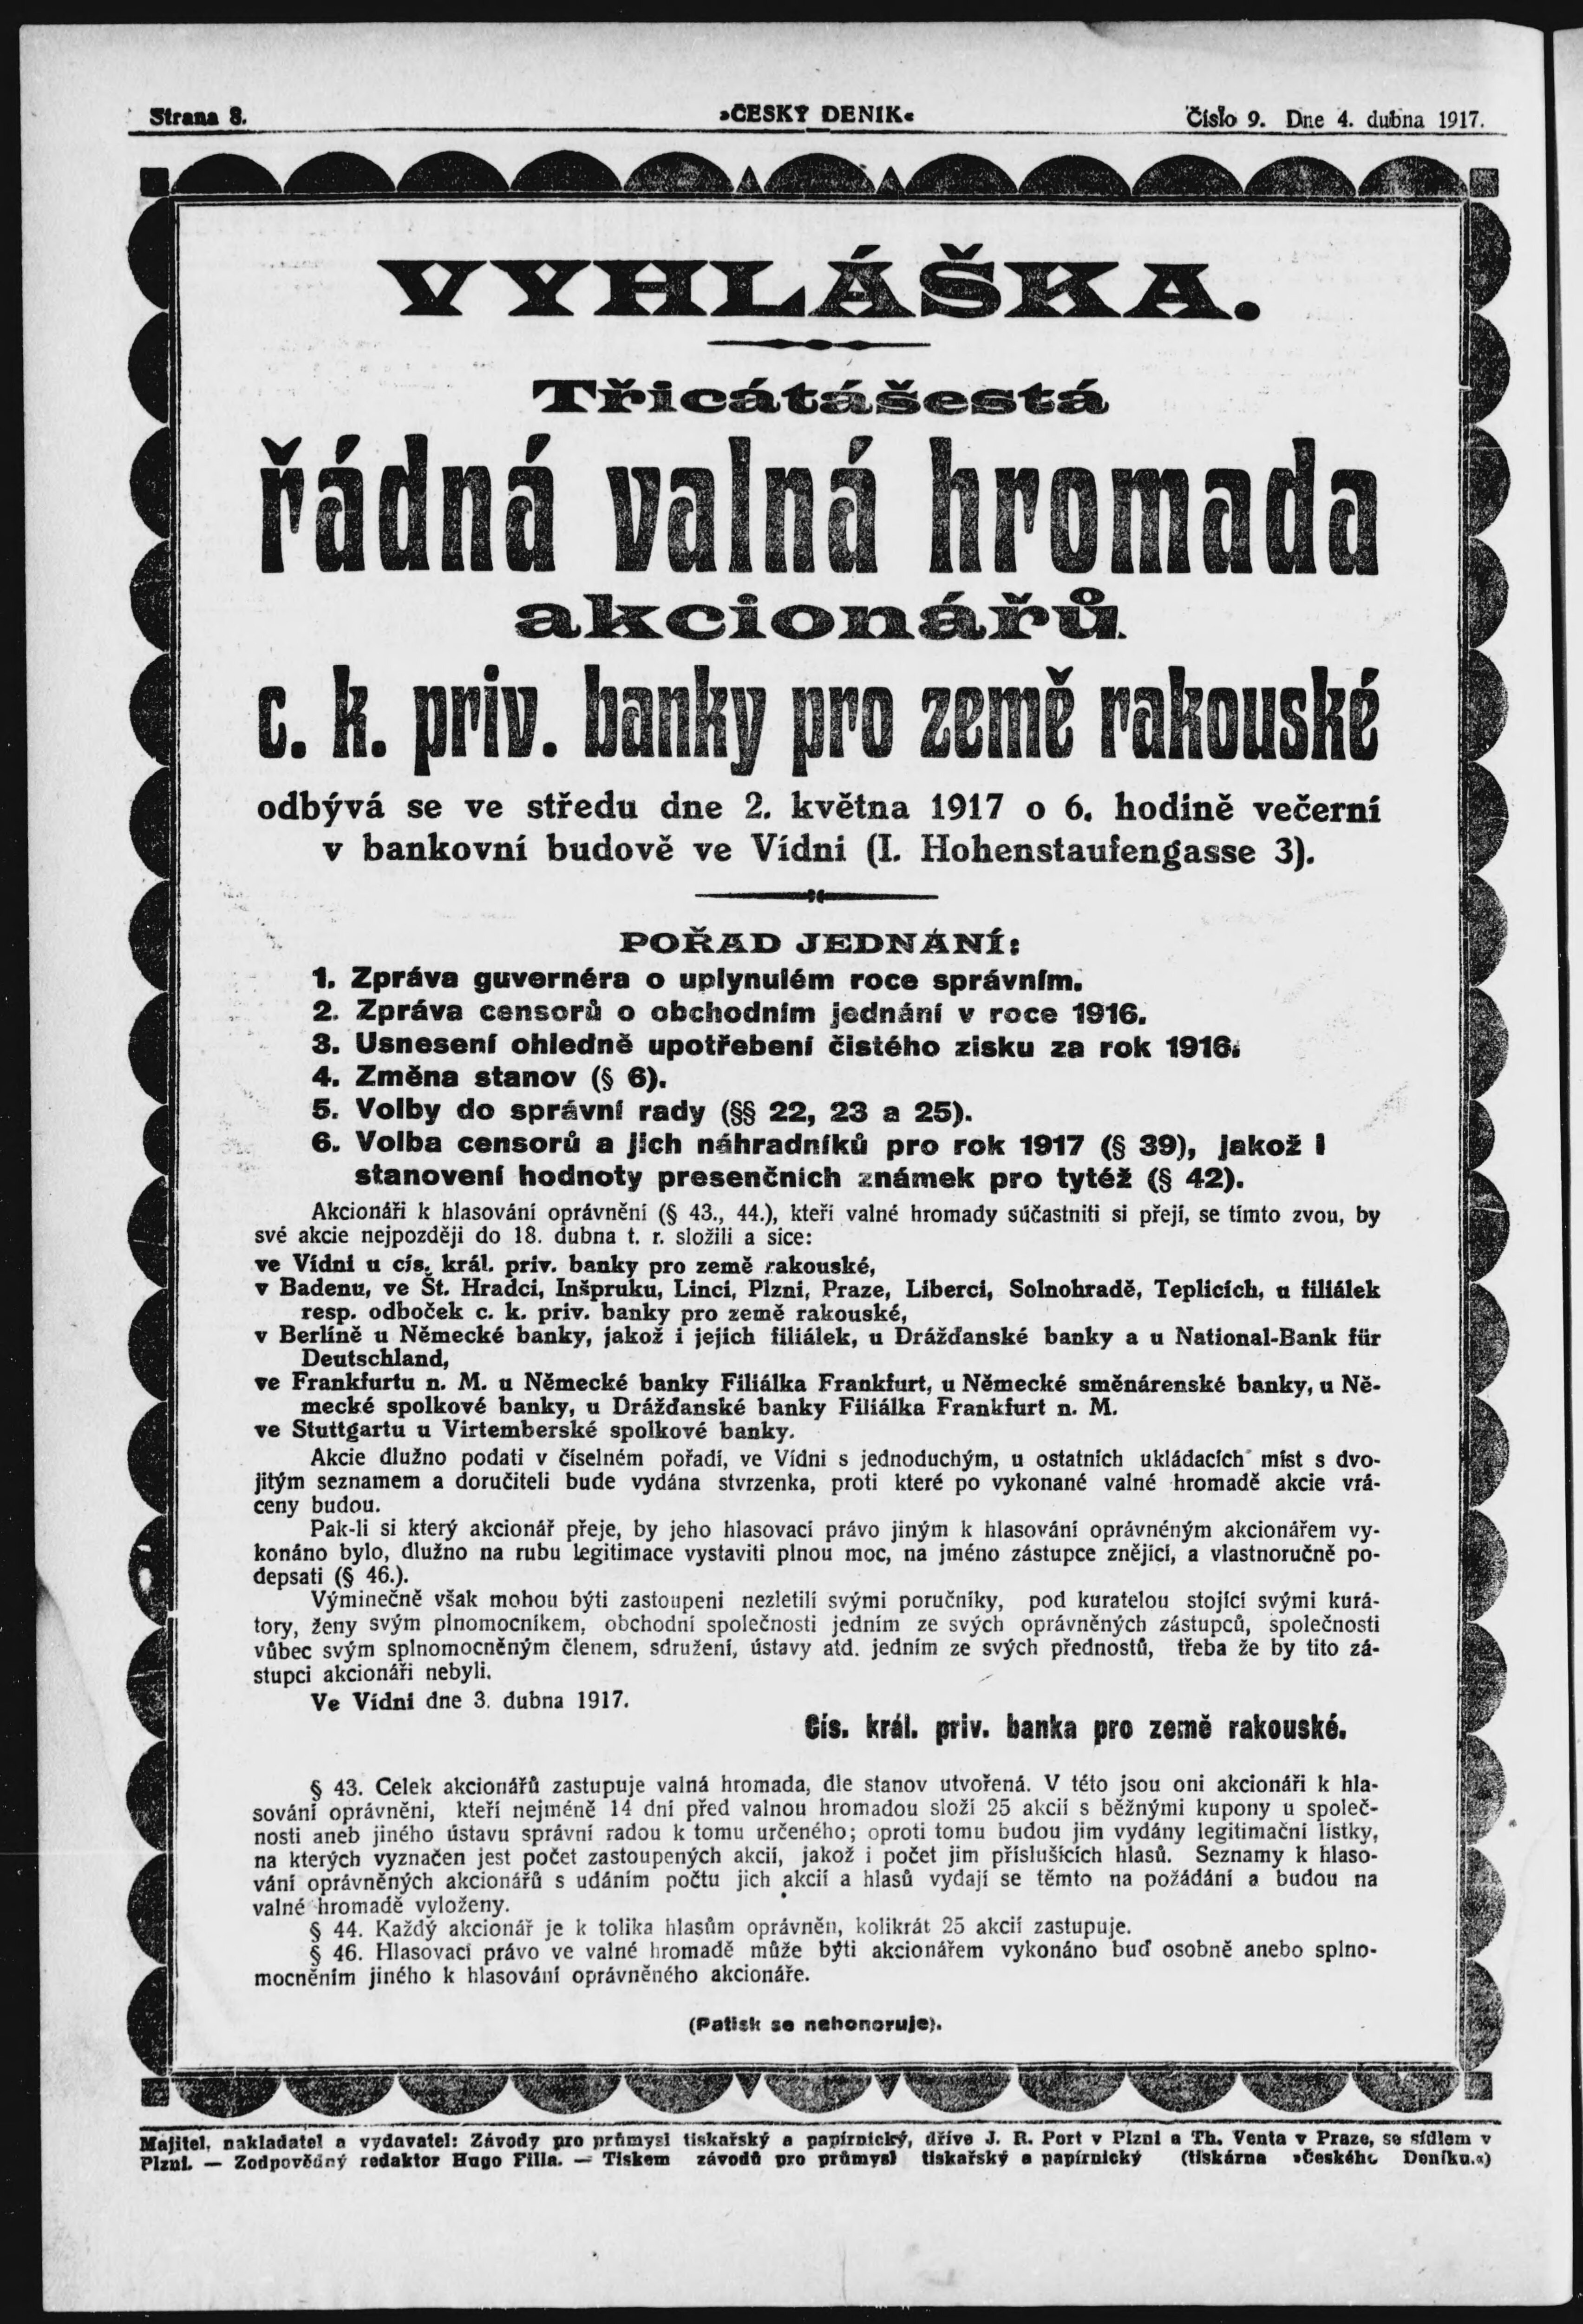 Strana 8.
»ČESKÝ DENÍK«
Číslo 9. Dne 4. dubna 1917.
VYHLÁŠKA.
Třicátášestá
řádná valná hromada
akcionářů
c. k. priv. banky pro země rakouské
odbývá se ve středu dne 2. května 1917 o 6. hodině večerní
v bankovní budově ve Vídni (I. Hohenstaufengasse 3).
POŘAD JEDNÁNÍ:
1. Zpráva guvernéra o uplynulém roce správním.
2. Zpráva censorů o obchodním jednání v roce 1916.
3. Usnesení ohledně upotřebení čistého zisku za rok 1916.
4. Změna stanov (§ 6).
5. Volby do správní rady (§§ 22, 23 a 25).
6. Volba censorů a jich náhradníků pro rok 1917 (§ 39), jakož i
stanovení hodnoty presenčních známek pro tytéž (§ 42).
Akcionáři k hlasování oprávnění (§ 43., 44.), kteří valné hromady súčastniti si přejí, se tímto zvou, by
své akcie nejpozději do 18. dubna t. r. složili a sice:
ve Vídni u cís. král. priv. banky pro země rakouské,
v Badenu, ve Št. Hradci, Inšpruku, Linci, Plzni, Praze, Liberci, Solnohradě, Teplicích, u filiálek
resp. odboček c. k. priv. banky pro země rakouské,
v Berlíně u Německé banky, jakož i jejích filiálek, u Drážďanské banky a u National-Bank für
Deutschland,
ve Frankfurtu n. M. u Německé banky Filiálka Frankfurt, u Německé směnárenské banky, u Ně-
mecké spolkové banky, u Drážďanské banky Filiálka Frankfurt n. M.
ve Stuttgartu u Virtemberské spolkové banky.
Akcie dlužno podati v číselném pořadí, ve Vídni s jednoduchým, u ostatních ukládacích míst s dvo-
jitým seznamem a doručiteli bude vydána stvrzenka, proti které po vykonané valné hromadě akcie vrá-
ceny budou.
Pak-li si který akcionář přeje, by jeho hlasovací právo jiným k hlasování oprávněným akcionářem vy-
konáno bylo, dlužno na rubu legitimace vystaviti plnou moc, na jméno zástupce znějící, a vlastnoručně po-
depsati (§ 46.).
Výminečně však mohou býti zastoupeni nezletilí svými poručníky, pod kuratelou stojící svými kurá-
tory, ženy svým plnomocníkem, obchodní společnosti jedním ze svých oprávněných zástupců, společnosti
vůbec svým splnomocněným členem, sdružení, ústavy atd. jedním ze svých přednostů, třeba že by tito zá-
stupci akcionáři nebyli.
Ve Vídni dne 3. dubna 1917.
Cís. král. priv. banka pro země rakouské.
§ 43. Celek akcionářů zastupuje valná hromada, dle stanov utvořená. V této jsou oni akcionáři k hla-
sování oprávněni, kteří nejméně 14 dní před valnou hromadou složí 25 akcií s běžnými kupony u společ-
nosti aneb jiného ústavu správní radou k tomu určeného; oproti tomu budou jim vydány legitimační lístky,
na kterých vyznačen jest počet zastoupených akcií, jakož i počet jim příslušících hlasů. Seznamy k hlaso-
vání oprávněných akcionářů s udáním počtu jich akcií a hlasů vydají se těmto na požádání a budou na
valné hromadě vyloženy.
§ 44. Každý akcionář je k tolika hlasům oprávněn, kolikrát 25 akcií zastupuje.
§ 46. Hlasovací právo ve valné hromadě může býti akcionářem vykonáno buď osobně anebo splno-
mocněním jiného k hlasování oprávněného akcionáře.
(Patisk se nehonoruje).
Majitel, nakladatel a vydavatel: Závody pro průmysl tiskařský a papírnický, dříve J. R. Port v Plzni a Th. Venta v Praze, se sídlem v
Plzni. — Zodpovědný redaktor Hugo Filla. — Tiskem závodů pro průmysl tiskařský a papírnický (tiskárna »Českého Deníku.«)